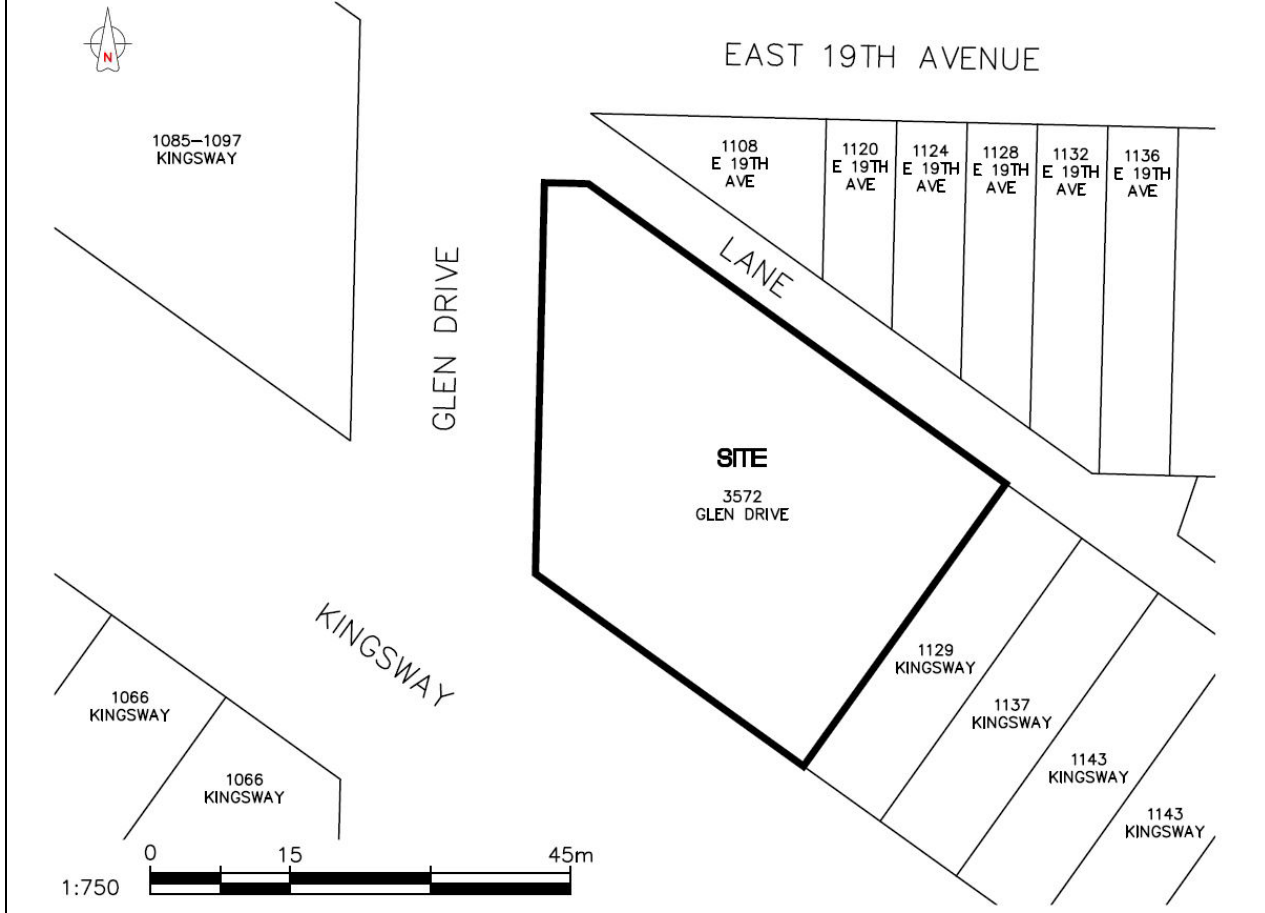 N
EAST 19TH AVENUE
1085–1097
KINGSWAY
1108
E 19TH
AVE
1120
E 19TH
AVE
1124
E 19TH
AVE
1128
E 19TH
AVE
1132
E 19TH
AVE
1136
E 19TH
AVE
LANE
GLEN DRIVE
SITE
3572
GLEN DRIVE
KINGSWAY
1129
KINGSWAY
1137
KINGSWAY
1143
KINGSWAY
1143
KINGSWAY
1066
KINGSWAY
1066
KINGSWAY
0 15 45m
1:750